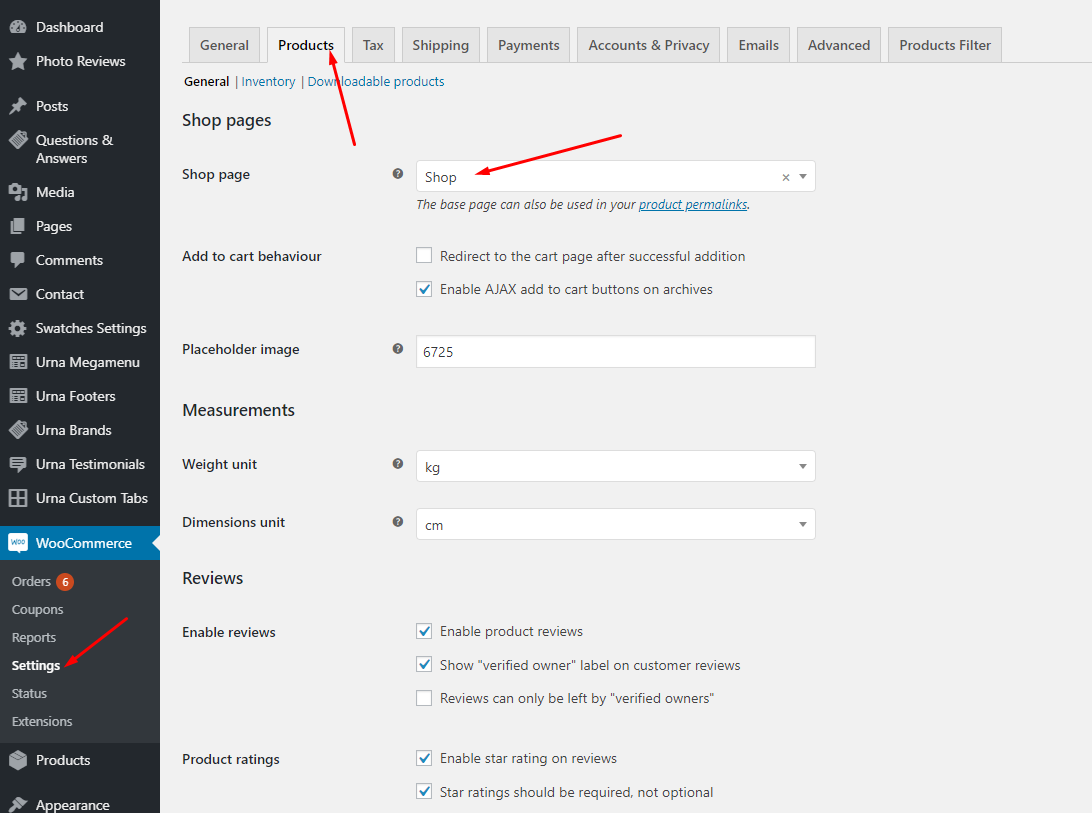 Dashboard
Photo Reviews
Posts
Questions &
Answers
Media
Pages
Comments
Contact
Swatches Settings
Urna Megamenu
Urna Footers
Urna Brands
Urna Testimonials
Urna Custom Tabs
Woo WooCommerce
Orders 6
Coupons
Reports
Settings
Status
Extensions
Products
Appearance
General Products Tax Shipping Payments Accounts & Privacy Emails Advanced Products Filter
General | Inventory | Downloadable products
Shop pages
Shop page ? Shop × 
The base page can also be used in your product permalinks.
Add to cart behaviour Redirect to the cart page after successful addition
Enable AJAX add to cart buttons on archives
Placeholder image ? 6725
Measurements
Weight unit ? kg
Dimensions unit ? cm
Reviews
Enable reviews Enable product reviews
Show "verified owner" label on customer reviews
Reviews can only be left by "verified owners"
Product ratings Enable star rating on reviews
Star ratings should be required, not optional